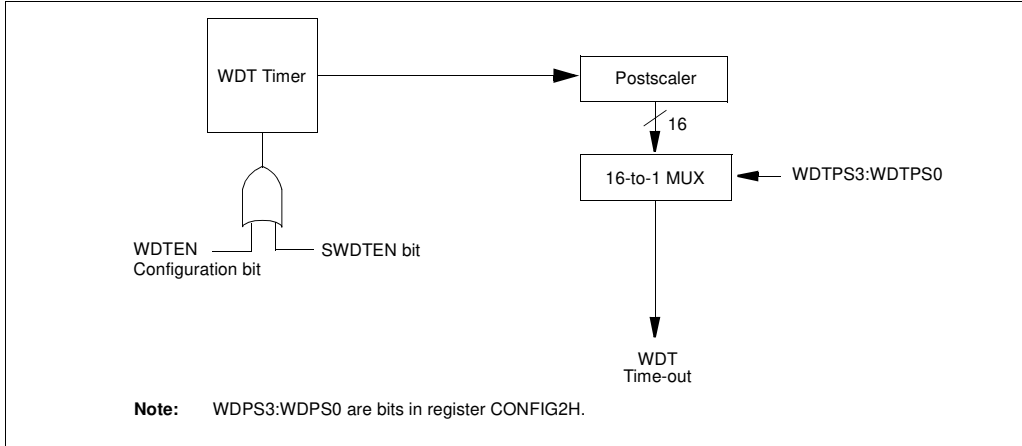 WDT Timer
Postscaler
16
16-to-1 MUX
WDTPS3:WDTPS0
WDTEN
Configuration bit
SWDTEN bit
WDT
Time-out
Note: WDPS3:WDPS0 are bits in register CONFIG2H.